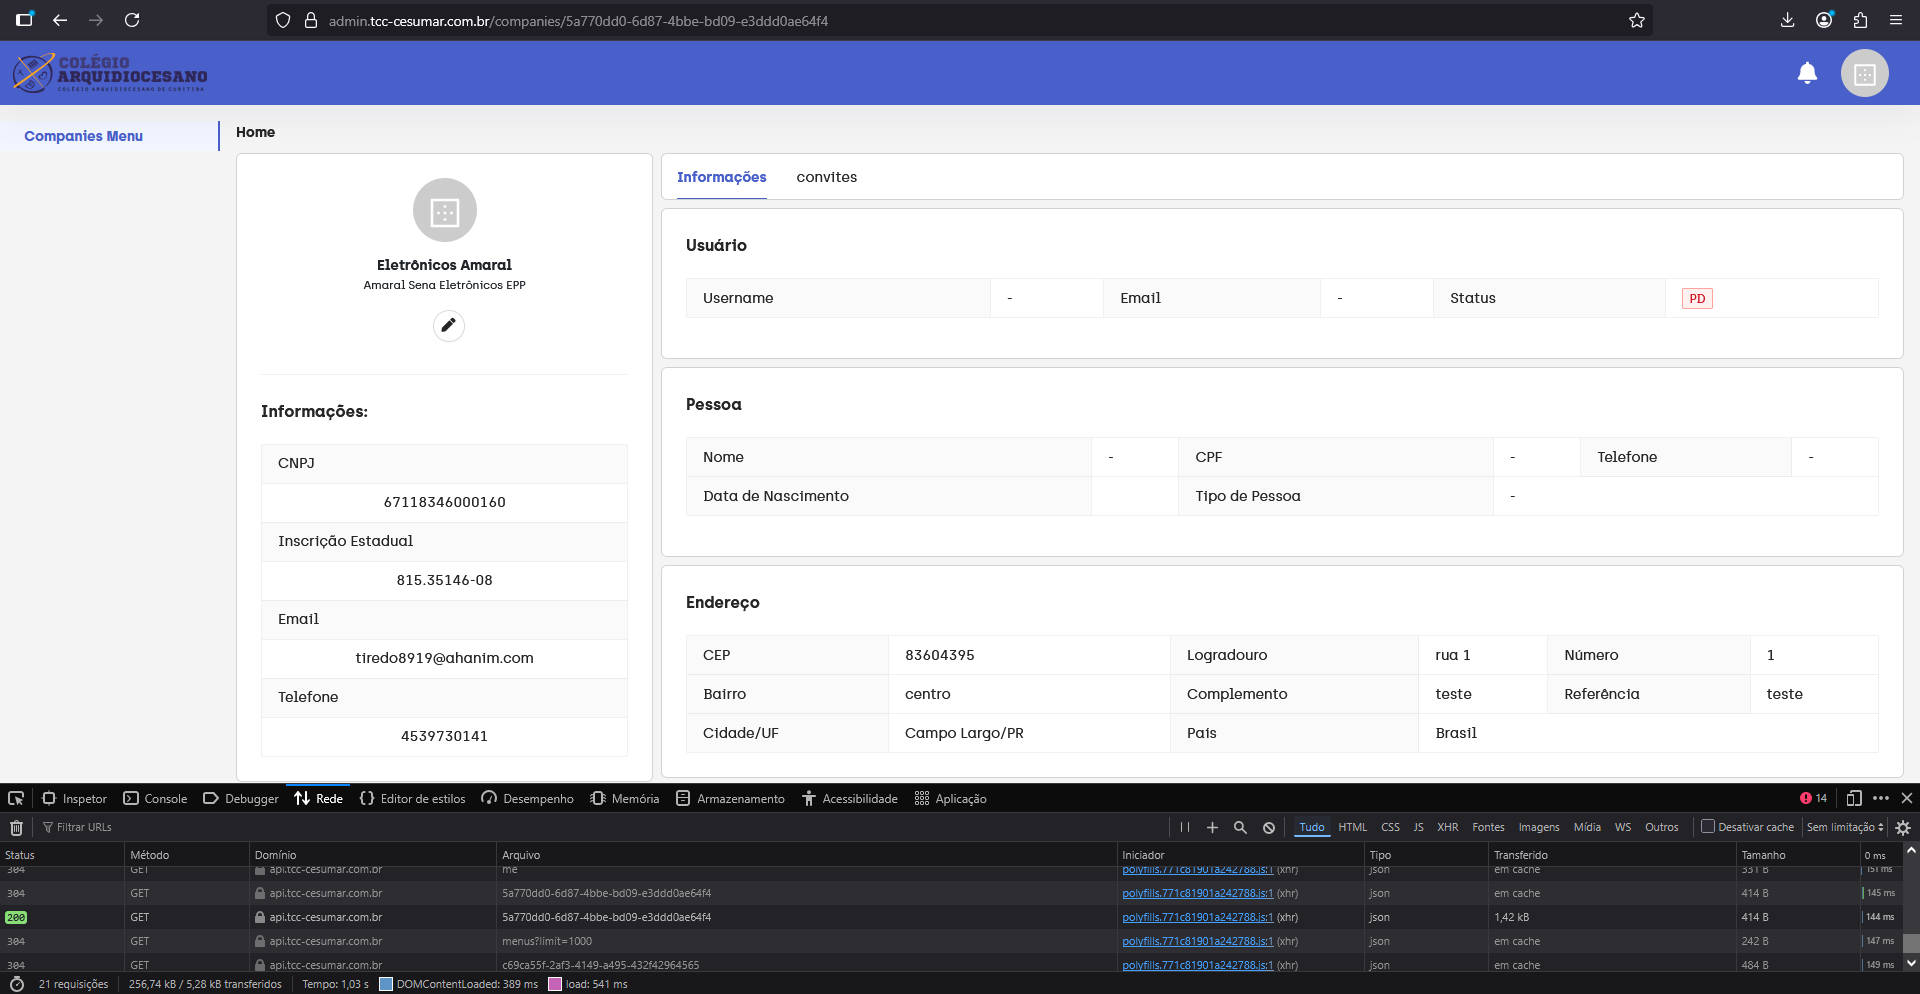 admin.tcc-cesumar.com.br/companies/5a770dd0-6d87-4bbe-bd09-e3ddd0ae64f4
COLÉGIO
ARQUIDIOCESANO
COLÉGIO ARQUIDIOCESANO DE CURITIBA
Companies Menu
Home
Eletrônicos Amaral
Amaral Sena Eletrônicos EPP
Informações:
CNPJ
67118346000160
Inscrição Estadual
815.35146-08
Email
tiredo8919@ahanim.com
Telefone
4539730141
Informações convites
Usuário
Username - Email - Status PD
Pessoa
Nome - CPF - Telefone -
Data de Nascimento Tipo de Pessoa -
Endereço
CEP 83604395 Logradouro rua 1 Número 1
Bairro centro Complemento teste Referência teste
Cidade/UF Campo Largo/PR País Brasil
Inspetor Console Debugger Rede Editor de estilos Desempenho Memória Armazenamento Acessibilidade Aplicação 14
Filtrar URLs Tudo HTML CSS JS XHR Fontes Imagens Mídia WS Outros Desativar cache Sem limitação
Status Método Domínio Arquivo Iniciador Tipo Transferido Tamanho 0 ms
304 GET api.tcc-cesumar.com.br me polyfills.771c81901a242788.js:1 (xhr) json em cache 331 B 151 ms
304 GET api.tcc-cesumar.com.br 5a770dd0-6d87-4bbe-bd09-e3ddd0ae64f4 polyfills.771c81901a242788.js:1 (xhr) json em cache 414 B 145 ms
200 GET api.tcc-cesumar.com.br 5a770dd0-6d87-4bbe-bd09-e3ddd0ae64f4 polyfills.771c81901a242788.js:1 (xhr) json 1,42 kB 414 B 144 ms
304 GET api.tcc-cesumar.com.br menus?limit=1000 polyfills.771c81901a242788.js:1 (xhr) json em cache 242 B 147 ms
304 GET api.tcc-cesumar.com.br c69ca55f-2af3-4149-a495-432f42964565 polyfills.771c81901a242788.js:1 (xhr) json em cache 484 B 149 ms
21 requisições 256,74 kB / 5,28 kB transferidos Tempo: 1,03 s DOMContentLoaded: 389 ms load: 541 ms